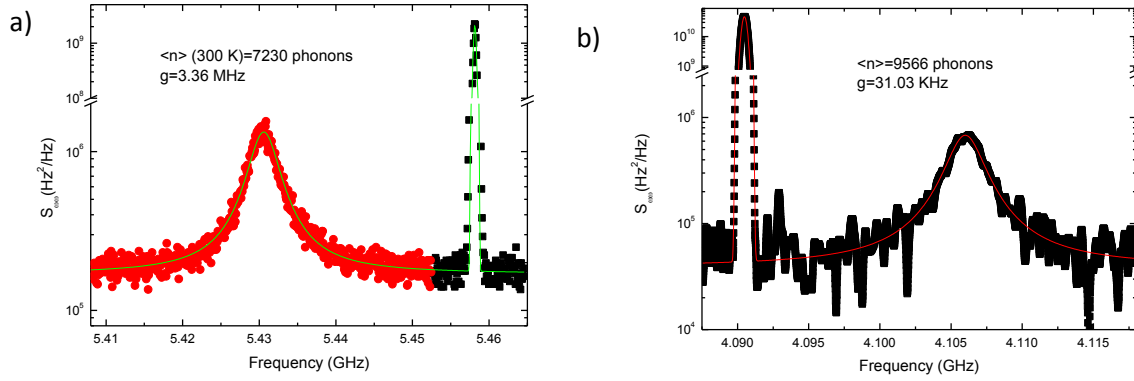 a)
<n> (300 K)=7230 phonons
g=3.36 MHz
10⁹
10⁸
10⁶
10⁵
S_ωω (Hz²/Hz)
5.41 5.42 5.43 5.44 5.45 5.46
Frequency (GHz)
b)
<n>=9566 phonons
g=31.03 KHz
10¹⁰
10⁹
10⁶
10⁵
10⁴
S_ωω (Hz²/Hz)
4.090 4.095 4.100 4.105 4.110 4.115
Frequency (GHz)